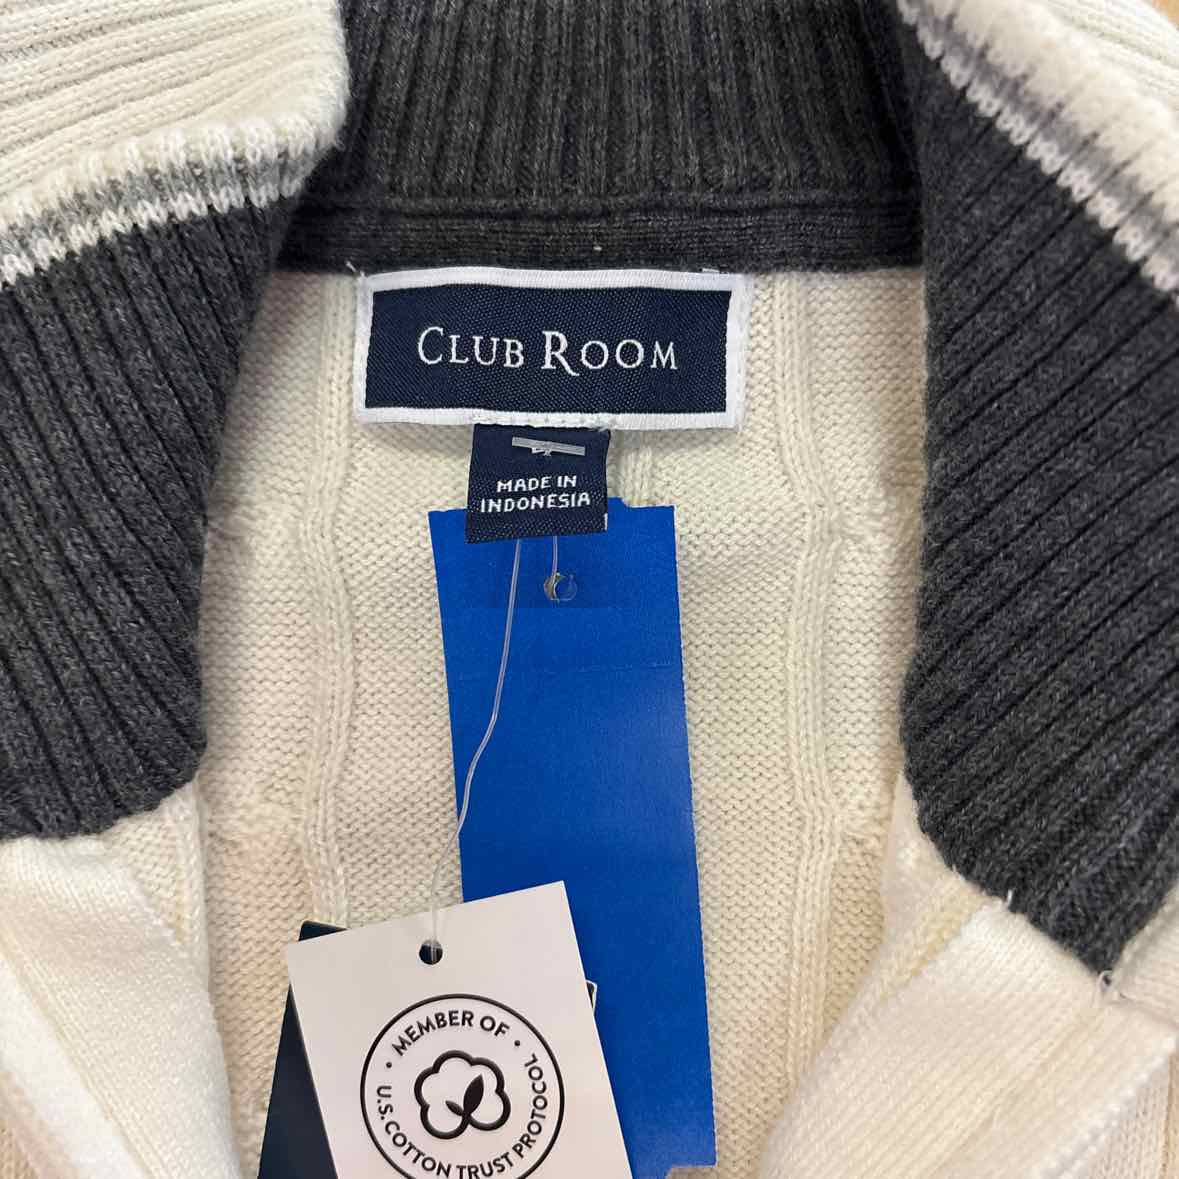 CLUB ROOM
MADE IN
INDONESIA
• MEMBER OF •
U.S. COTTON TRUST PROTOCOL